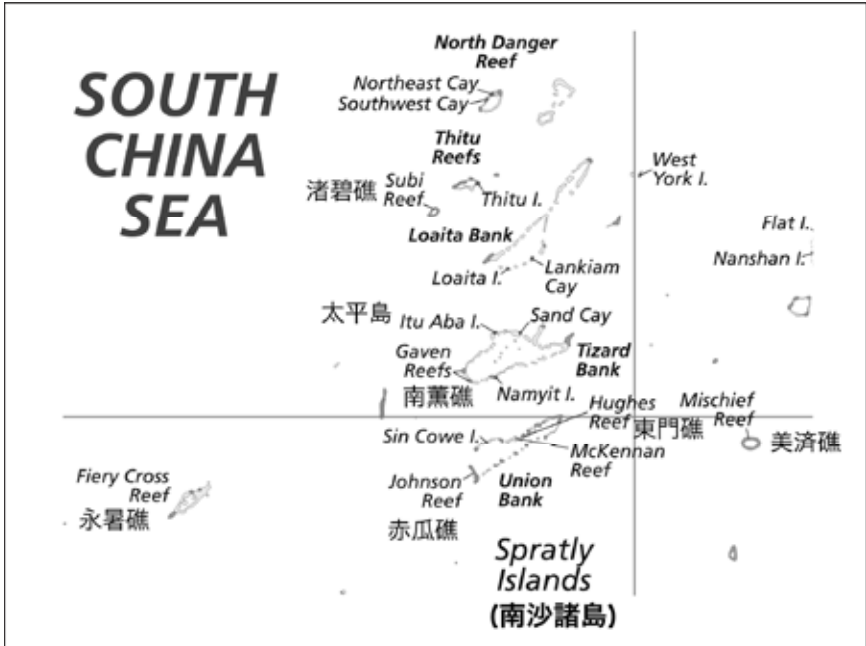 North Danger
Reef
Northeast Cay
Southwest Cay
SOUTH
CHINA
SEA
Thitu
Reefs
West
York I.
渚碧礁
Subi
Reef
Thitu I.
Flat I.
Loaita Bank
Nanshan I.
Loaita I.
Lankiam
Cay
太平島
Itu Aba I.
Sand Cay
Gaven
Reefs
Tizard
Bank
南薫礁
Namyit I.
Hughes
Reef
東門礁
Mischief
Reef
美済礁
Sin Cowe I.
McKennan
Reef
Fiery Cross
Reef
永暑礁
Johnson
Reef
赤瓜礁
Union
Bank
Spratly
Islands
(南沙諸島)